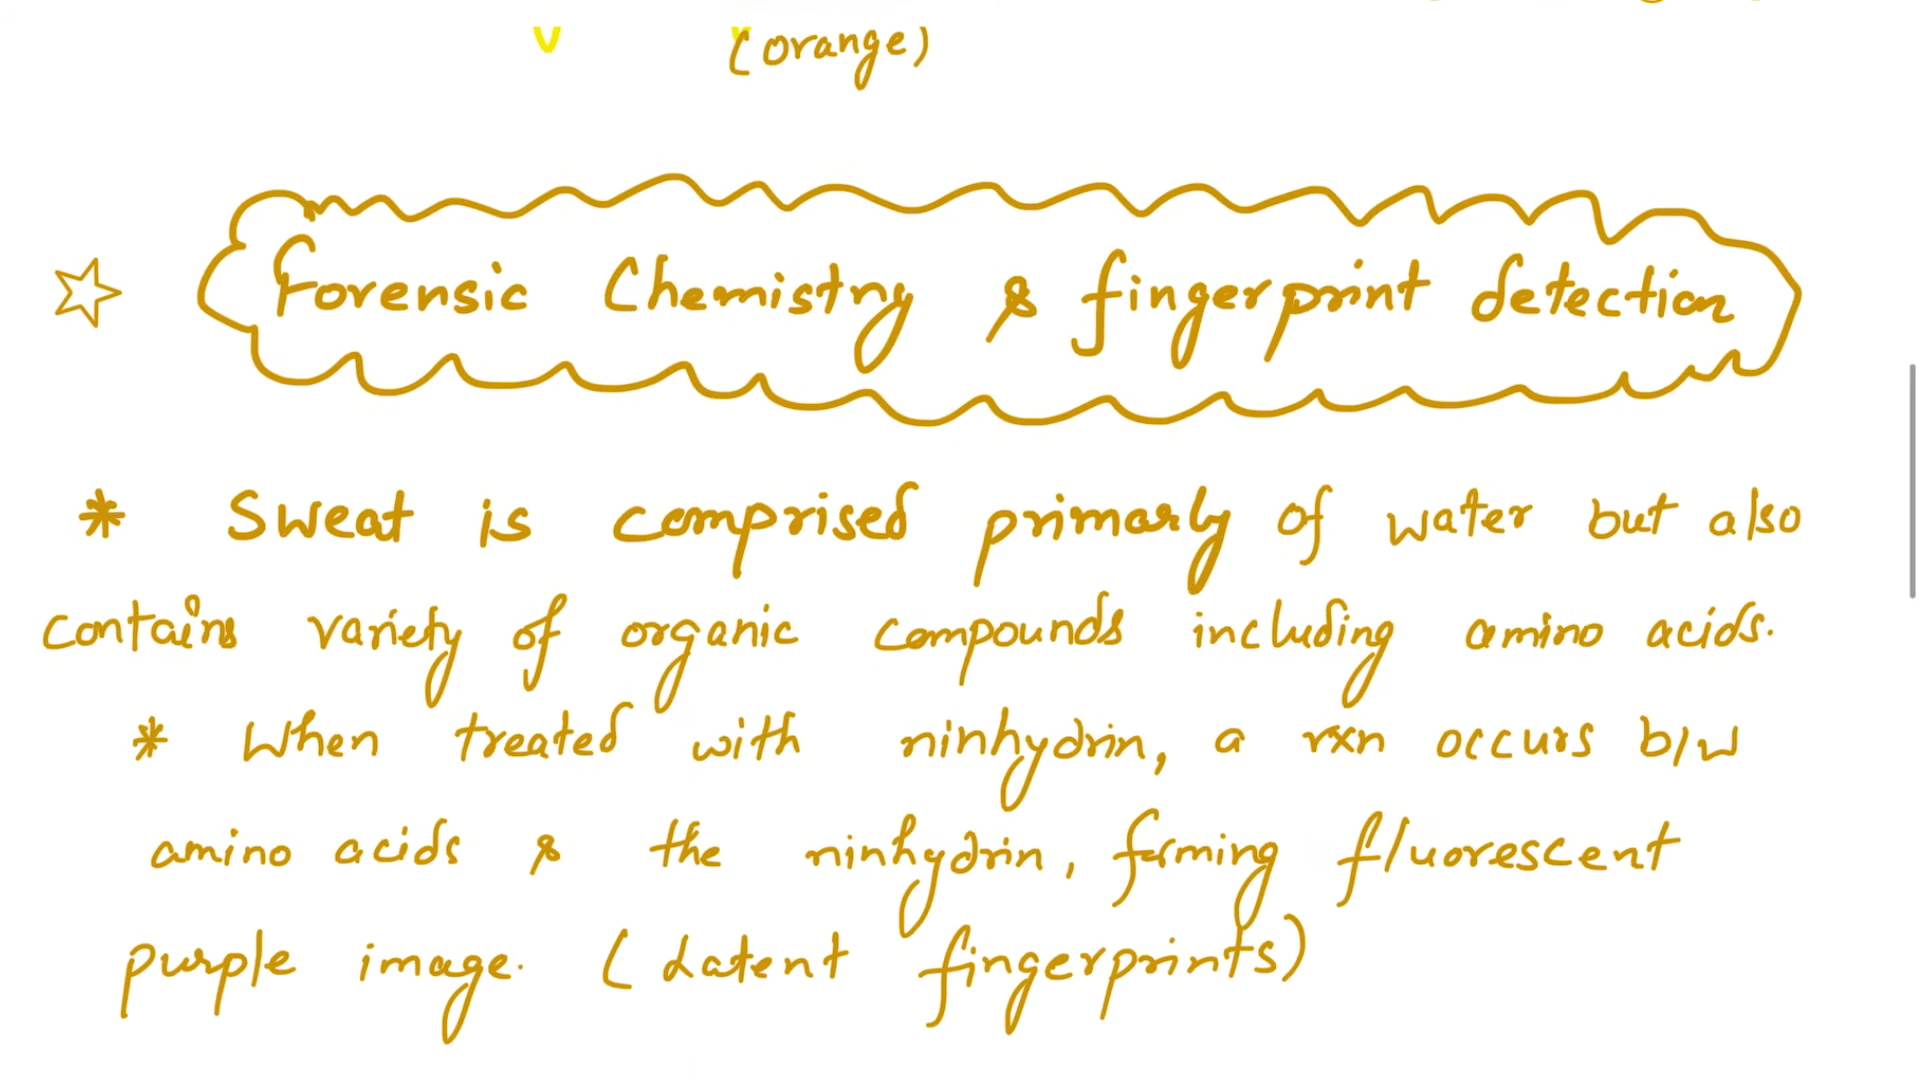 (orange)
☆ Forensic Chemistry & fingerprint detection
* Sweat is comprised primarly of water but also
contains variety of organic compounds including amino acids.
* When treated with ninhydrin, a rxn occurs b/w
amino acids & the ninhydrin, forming fluorescent
purple image. (Latent fingerprints)